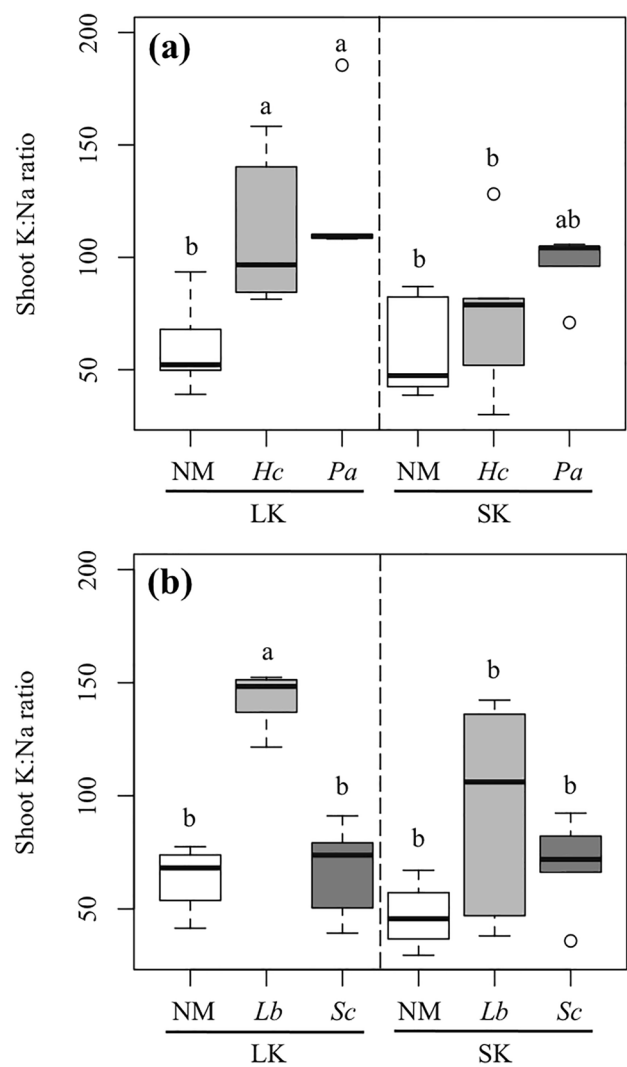 (a)
Shoot K:Na ratio
200
150
100
50
b
a
a
b
b
ab
NM Hc Pa NM Hc Pa
LK SK
(b)
Shoot K:Na ratio
200
150
100
50
b
a
b
b
b
b
NM Lb Sc NM Lb Sc
LK SK